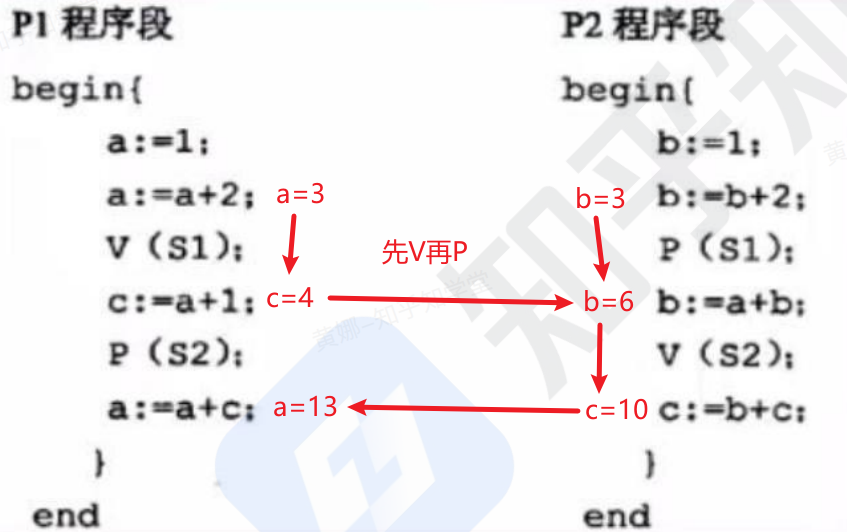 P1 程序段
begin{
a:=1;
a:=a+2; a=3
V (S1);
c:=a+1; c=4
P (S2);
a:=a+c; a=13
}
end
先V再P
P2 程序段
begin{
b:=1;
b=3 b:=b+2;
P (S1);
b=6 b:=a+b;
V (S2);
c=10 c:=b+c;
}
end
知乎知
黄娜-知乎知学堂
黄